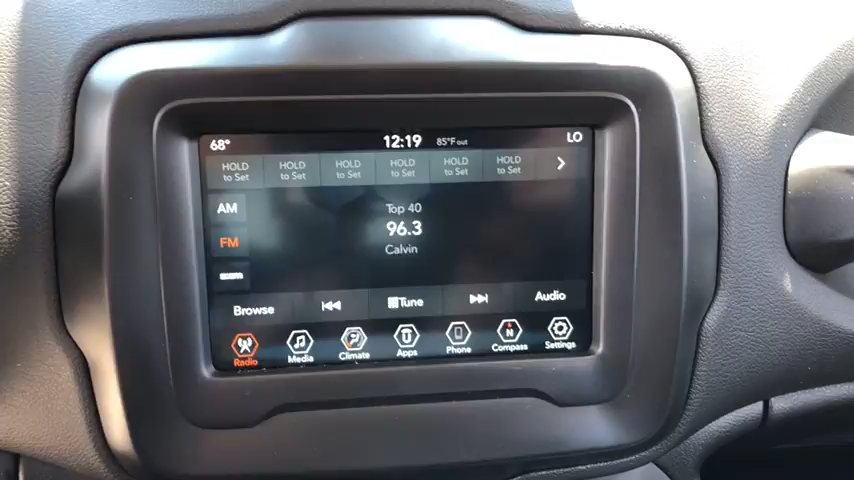 68°
12:19
85°F out
LO
HOLD to Set
HOLD to Set
HOLD to Set
HOLD to Set
HOLD to Set
HOLD to Set
AM
FM
Top 40
96.3
Calvin
Browse
Tune
Audio
Radio
Media
Climate
Apps
Phone
N
Compass
Settings